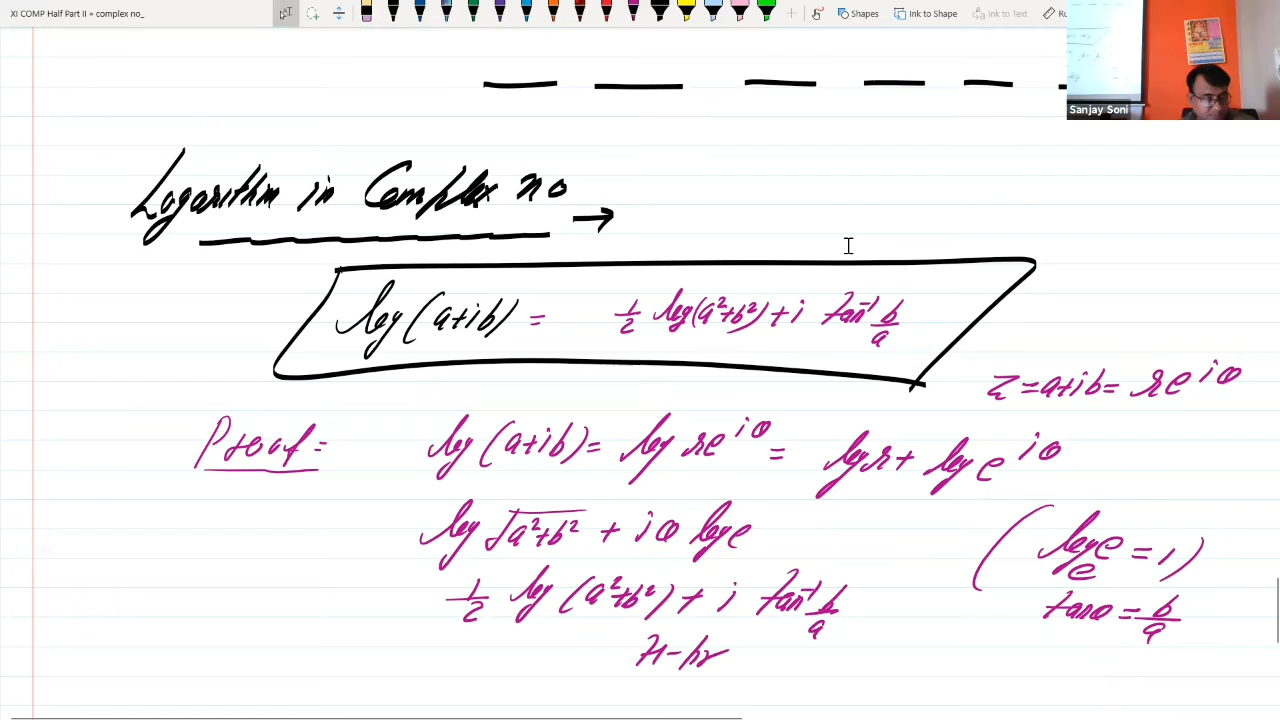 XI COMP Half Part II » complex no_
Shapes
Ink to Shape
Ink to Text
Ru
Sanjay Soni
Logarithm in Complex no →
log(a+ib) = 1/2 log(a²+b²) + i tan⁻¹ b/a
z = a+ib = re^{iθ}
Proof = log(a+ib) = log re^{iθ} = log r + log e^{iθ}
log √(a²+b²) + iθ log e
(log_e e = 1)
1/2 log(a²+b²) + i tan⁻¹ b/a
tanθ = b/a